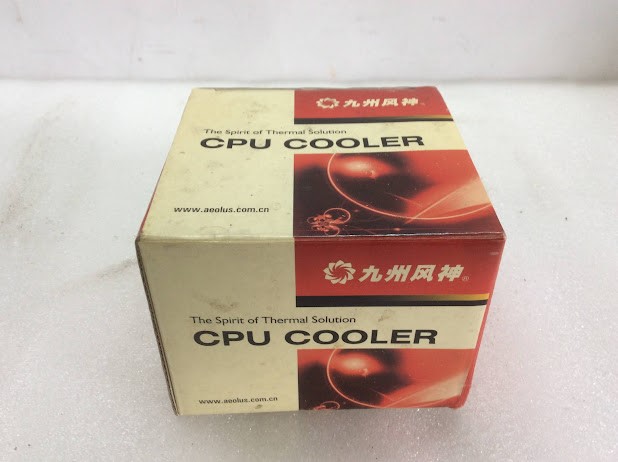 九州风神
The Spirit of Thermal Solution
CPU COOLER
www.aeolus.com.cn
九州风神®
The Spirit of Thermal Solution
CPU COOLER
www.aeolus.com.cn